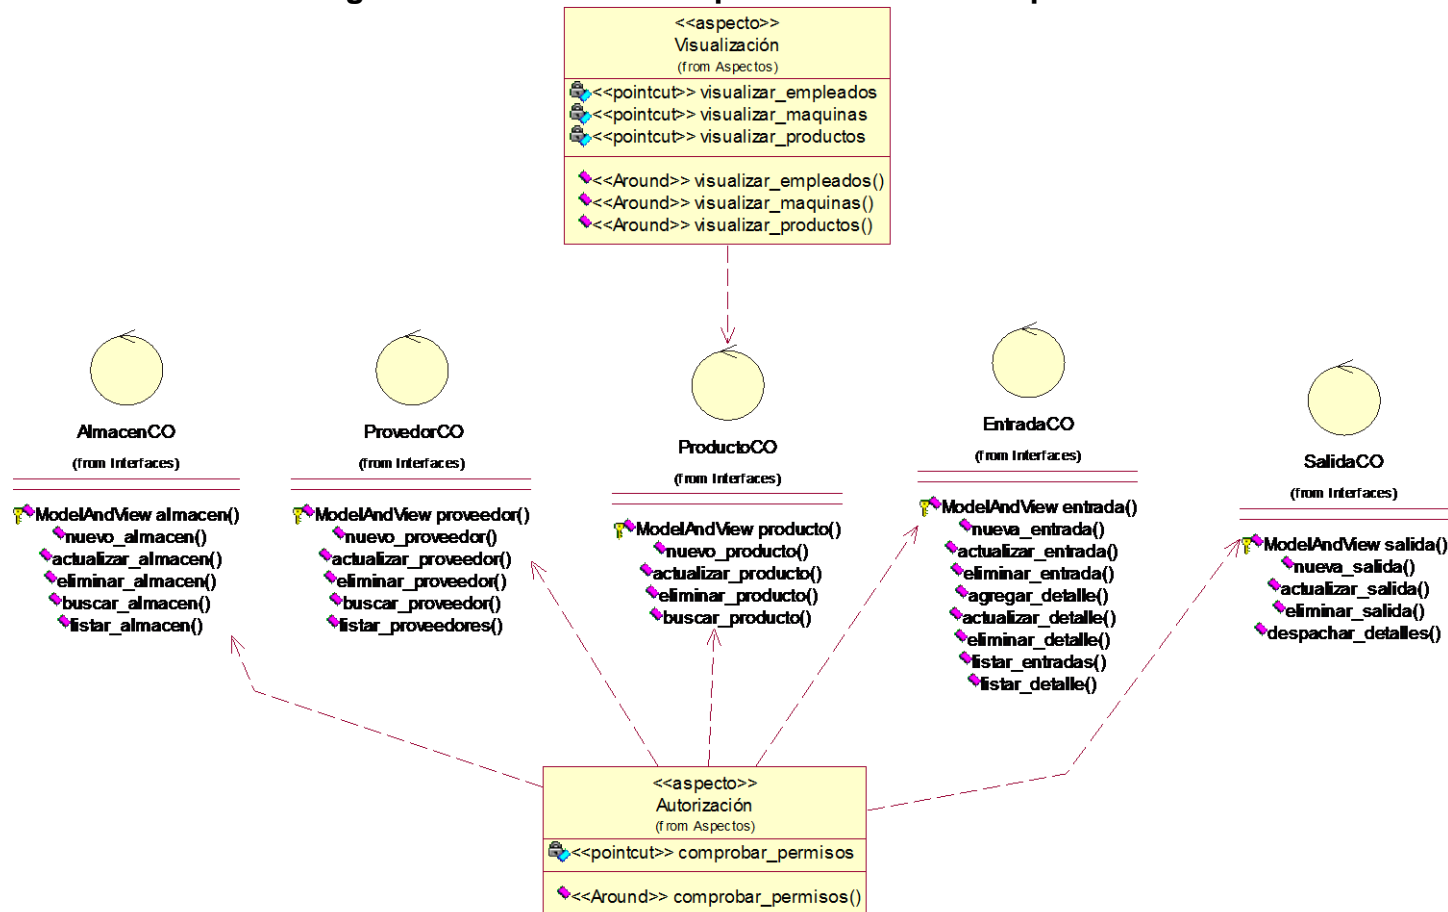 <<aspecto>>
Visualización
(from Aspectos)
<<pointcut>> visualizar_empleados
<<pointcut>> visualizar_maquinas
<<pointcut>> visualizar_productos
<<Around>> visualizar_empleados()
<<Around>> visualizar_maquinas()
<<Around>> visualizar_productos()
AlmacenCO
(from Interfaces)
ModelAndView almacen()
nuevo_almacen()
actualizar_almacen()
eliminar_almacen()
buscar_almacen()
listar_almacen()
ProvedorCO
(from Interfaces)
ModelAndView proveedor()
nuevo_proveedor()
actualizar_proveedor()
eliminar_proveedor()
buscar_proveedor()
listar_proveedores()
ProductoCO
(from Interfaces)
ModelAndView producto()
nuevo_producto()
actualizar_producto()
eliminar_producto()
buscar_producto()
EntradaCO
(from Interfaces)
ModelAndView entrada()
nueva_entrada()
actualizar_entrada()
eliminar_entrada()
agregar_detalle()
actualizar_detalle()
eliminar_detalle()
listar_entradas()
listar_detalle()
SalidaCO
(from Interfaces)
ModelAndView salida()
nueva_salida()
actualizar_salida()
eliminar_salida()
despachar_detalles()
<<aspecto>>
Autorización
(from Aspectos)
<<pointcut>> comprobar_permisos
<<Around>> comprobar_permisos()